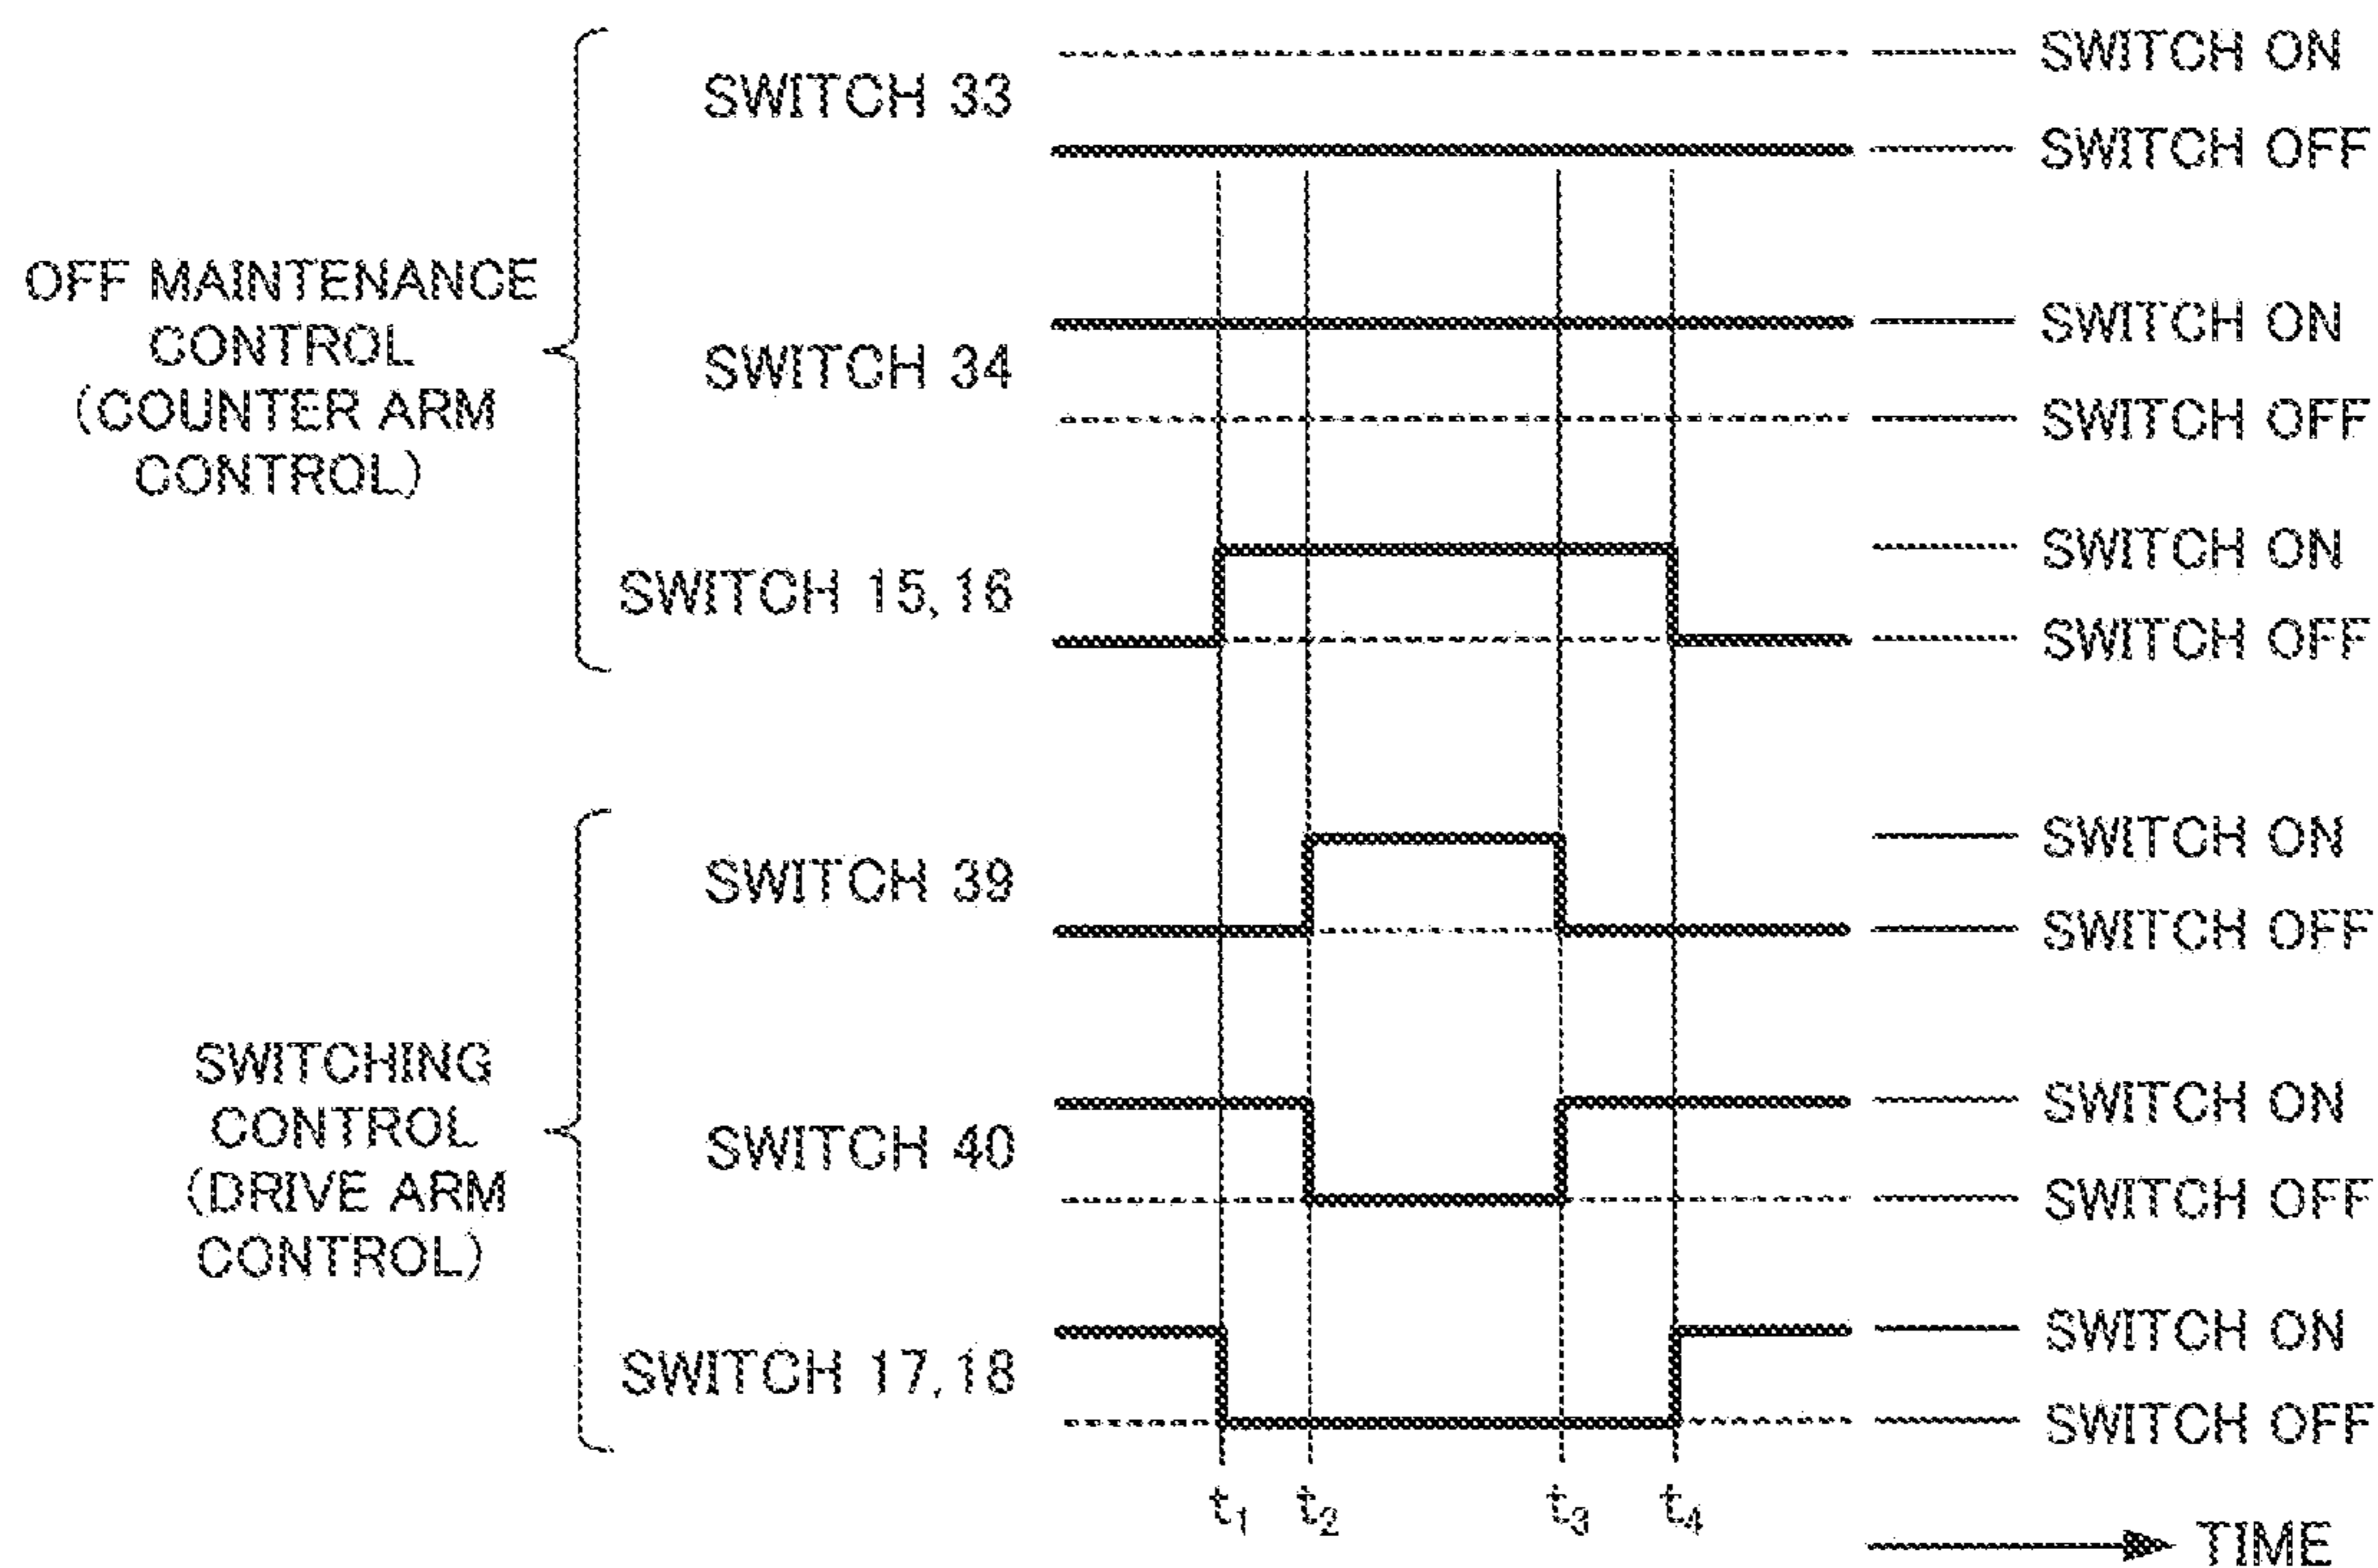 SWITCH 33
SWITCH ON
SWITCH OFF
OFF MAINTENANCE
CONTROL
(COUNTER ARM
CONTROL)
SWITCH 34
SWITCH ON
SWITCH OFF
SWITCH 15,16
SWITCH ON
SWITCH OFF
SWITCH 39
SWITCH ON
SWITCH OFF
SWITCHING
CONTROL
(DRIVE ARM
CONTROL)
SWITCH 40
SWITCH ON
SWITCH OFF
SWITCH 17,18
SWITCH ON
SWITCH OFF
t₁ t₂ t₃ t₄
TIME